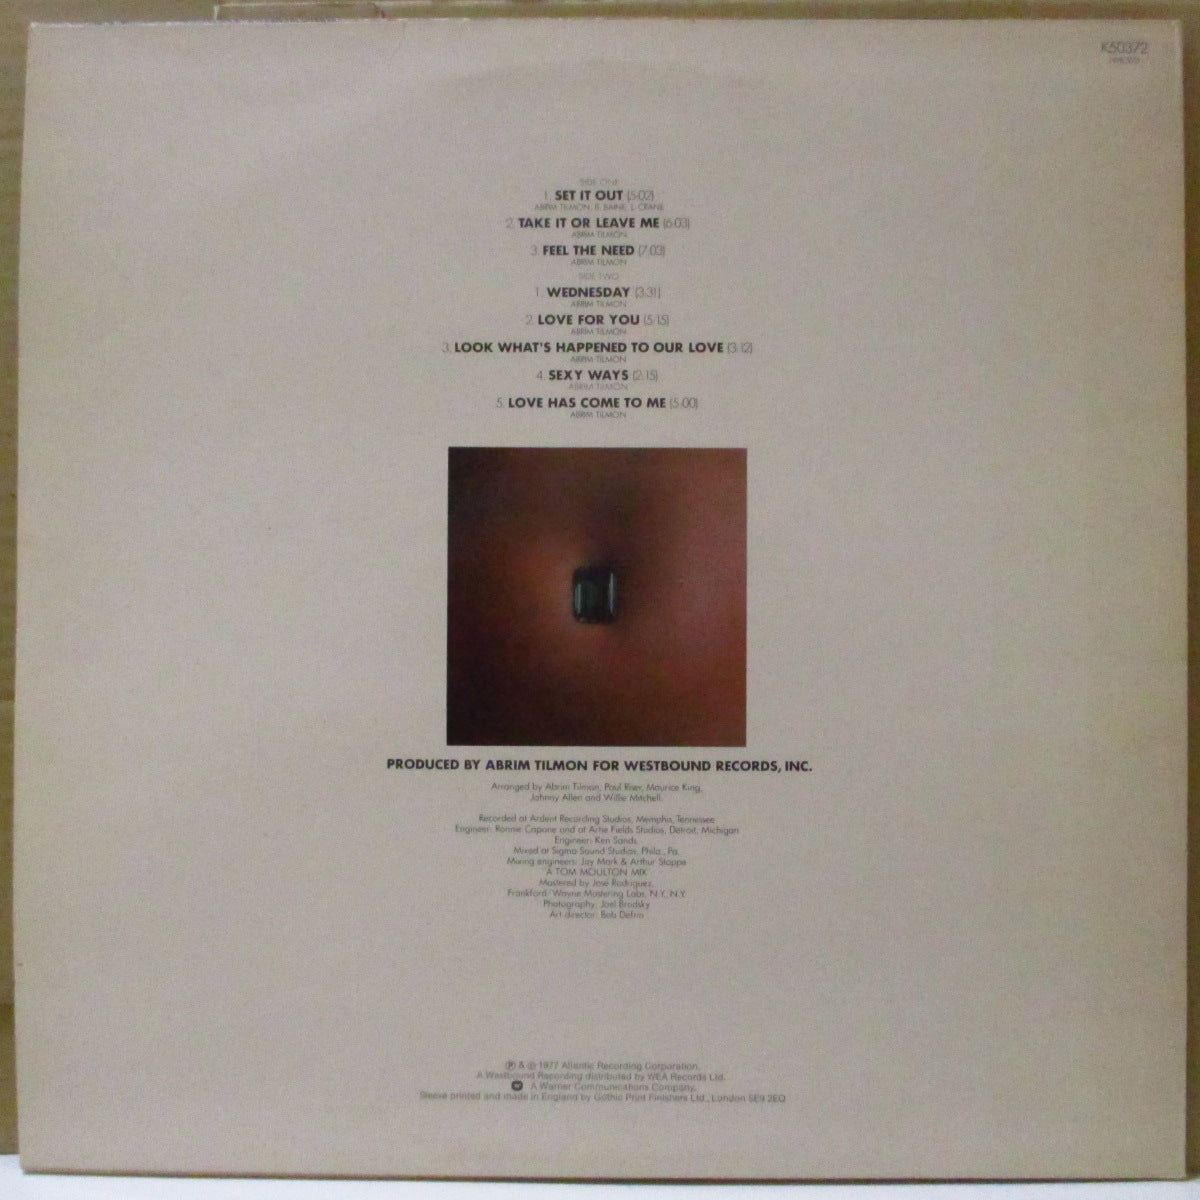 K50372
SIDE ONE
1. SET IT OUT (5:02)
ABRIM TILMON, B. BAINE, L. CRANE
2. TAKE IT OR LEAVE ME (6:03)
ABRIM TILMON
3. FEEL THE NEED (7:03)
ABRIM TILMON
SIDE TWO
1. WEDNESDAY (3:31)
ABRIM TILMON
2. LOVE FOR YOU (5:15)
ABRIM TILMON
3. LOOK WHAT'S HAPPENED TO OUR LOVE (3:12)
ABRIM TILMON
4. SEXY WAYS (2:15)
ABRIM TILMON
5. LOVE HAS COME TO ME (5:00)
ABRIM TILMON
PRODUCED BY ABRIM TILMON FOR WESTBOUND RECORDS, INC.
Arranged by Abrim Tilmon, Paul Riser, Maurice King,
Johnny Allen and Willie Mitchell.
Recorded at Ardent Recording Studios, Memphis, Tennessee
Engineer: Ronnie Capone and at Artie Fields Studios, Detroit, Michigan
Engineer: Ken Sands.
Mixed at Sigma Sound Studios, Phila., Pa.
Mixing engineers: Jay Mark & Arthur Stoppe
A TOM MOULTON MIX
Mastered by José Rodriguez,
Frankford/Wayne Mastering Labs, N.Y., N.Y.
Photography: Joel Brodsky
Art director: Bob Defrin
℗ & © 1977 Atlantic Recording Corporation.
A Westbound Recording distributed by WEA Records Ltd.
A Warner Communications Company.
Sleeve printed and made in England by Gothic Print Finishers Ltd., London SE9 2EQ